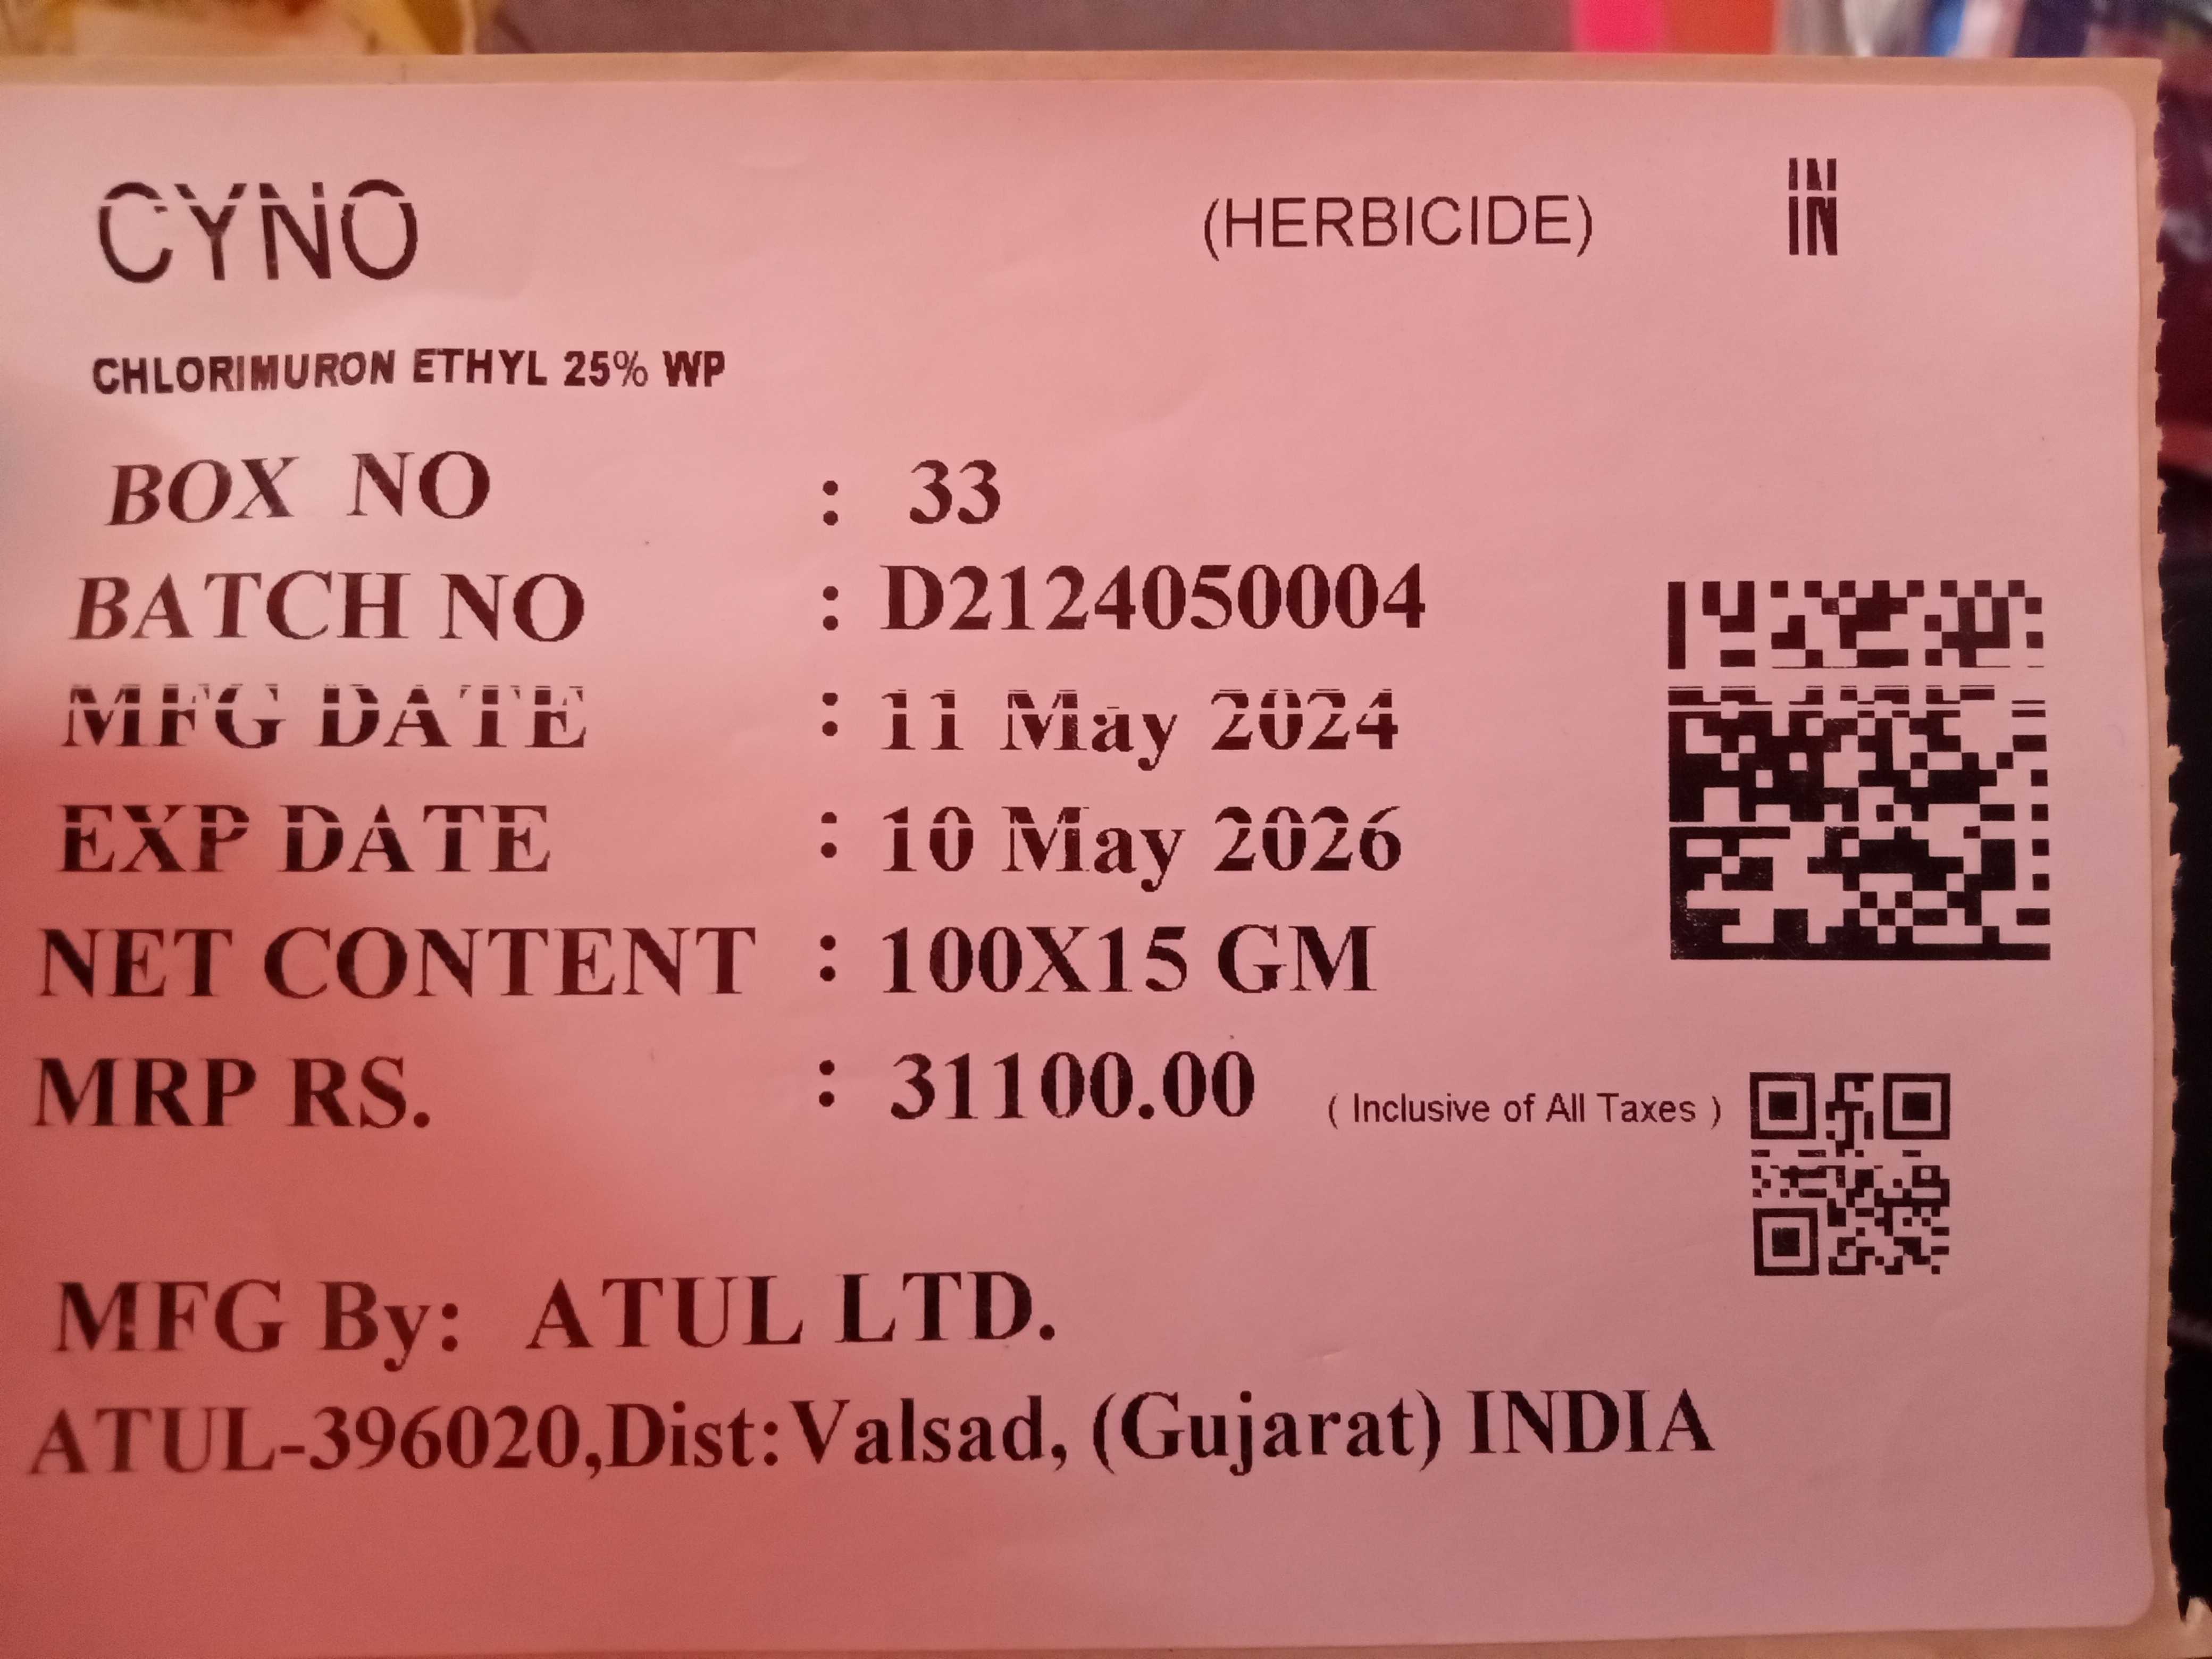 CYNO (HERBICIDE) IN
CHLORIMURON ETHYL 25% WP
BOX NO : 33
BATCH NO : D2124050004
MFG DATE : 11 May 2024
EXP DATE : 10 May 2026
NET CONTENT : 100X15 GM
MRP RS. : 31100.00 ( Inclusive of All Taxes )
MFG By: ATUL LTD.
ATUL-396020,Dist:Valsad, (Gujarat) INDIA